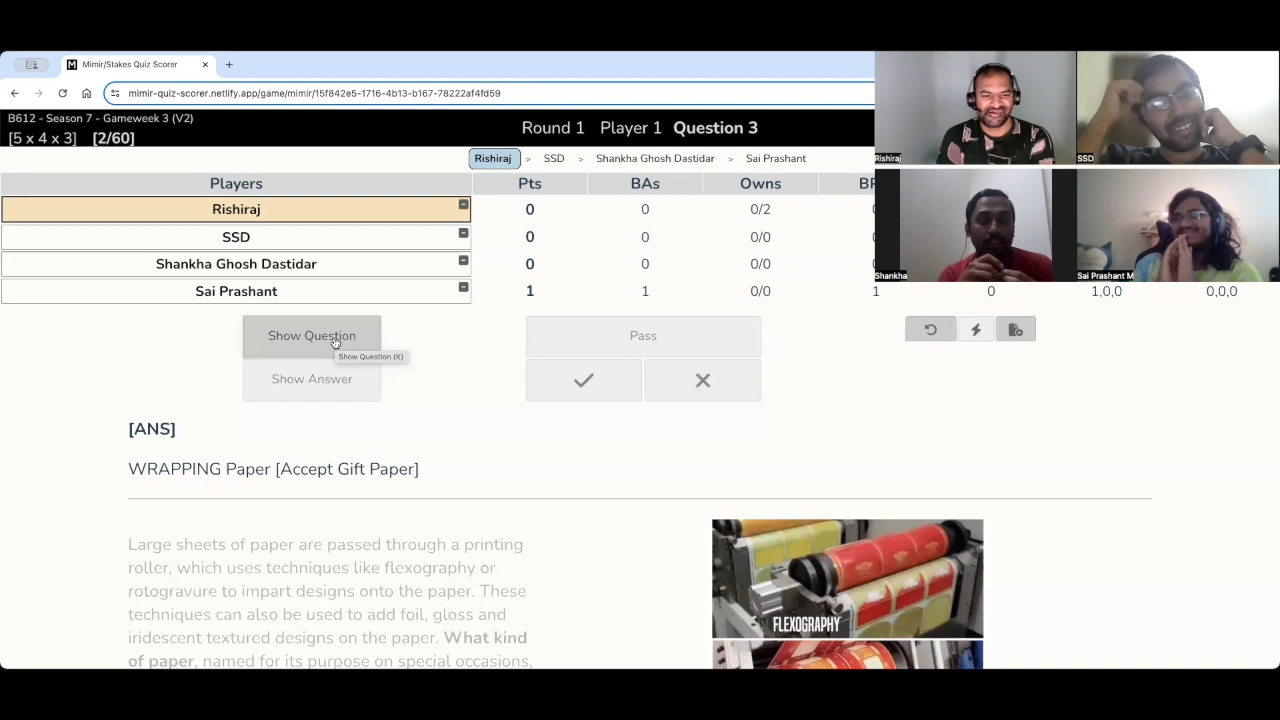 Mimir/Stakes Quiz Scorer
mimir-quiz-scorer.netlify.app/game/mimir/15f842e5-1716-4b13-b167-78222af4fd59
B612 - Season 7 - Gameweek 3 (V2)
[5 x 4 x 3] [2/60]
Round 1 Player 1 Question 3
Rishiraj > SSD > Shankha Ghosh Dastidar > Sai Prashant
Players Pts BAs Owns
Rishiraj 0 0 0/2
SSD 0 0 0/0
Shankha Ghosh Dastidar 0 0 0/0
Sai Prashant 1 1 0/0 1 0 1,0,0 0,0,0
Rishiraj
SSD
Shankha
Sai Prashant M
Show Question
Pass
Show Question (K)
Show Answer
[ANS]
WRAPPING Paper [Accept Gift Paper]
Large sheets of paper are passed through a printing
roller, which uses techniques like flexography or
rotogravure to impart designs onto the paper. These
techniques can also be used to add foil, gloss and
iridescent textured designs on the paper. What kind
of paper, named for its purpose on special occasions,
FLEXOGRAPHY